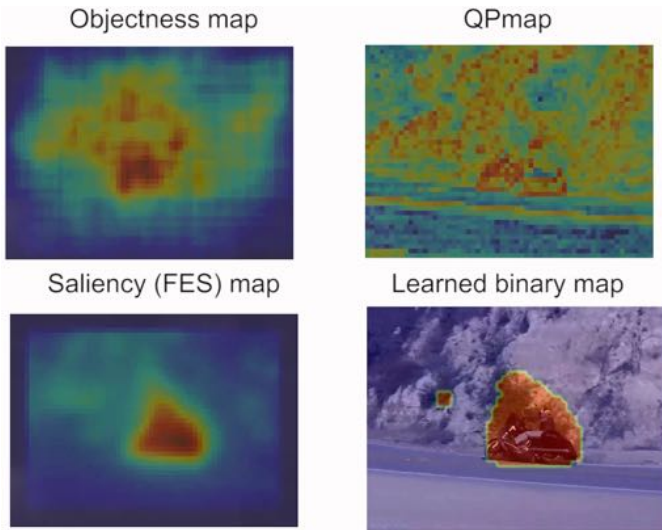 Objectness map
QPmap
Saliency (FES) map
Learned binary map